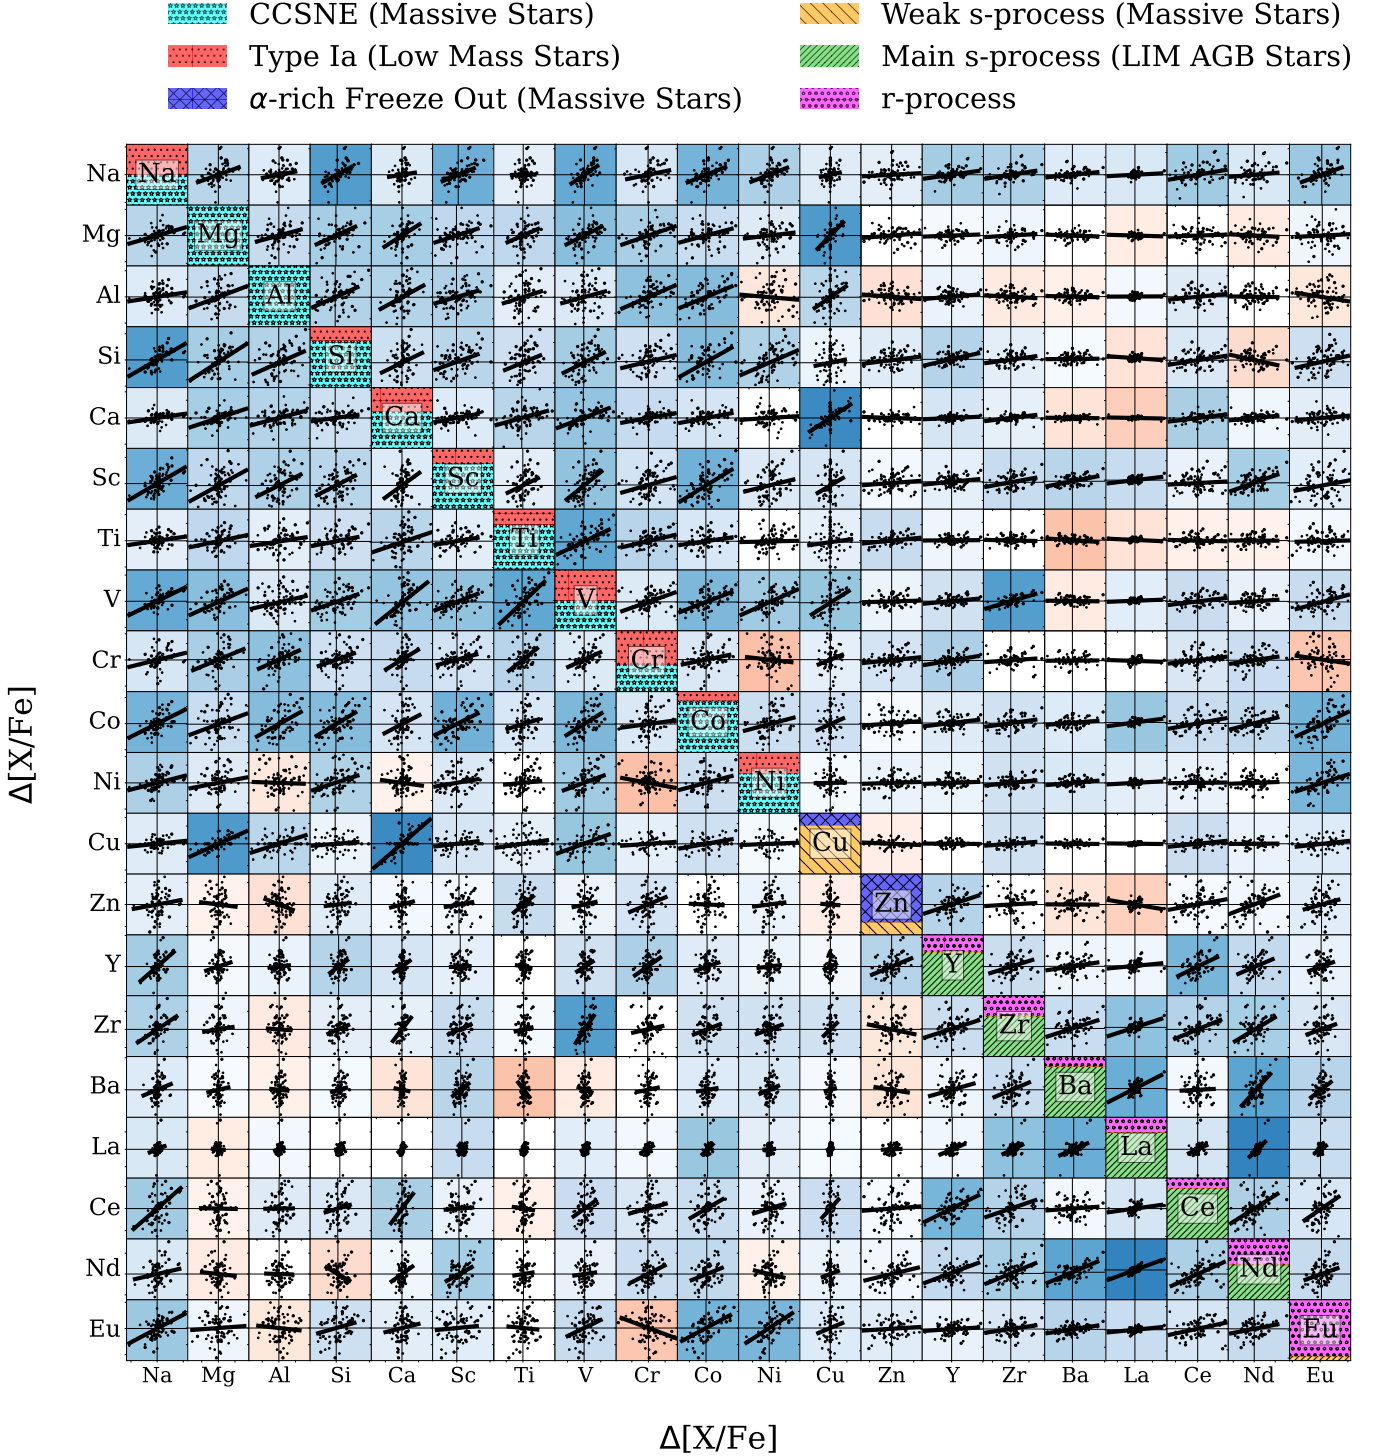 CCSNE (Massive Stars)
Weak s-process (Massive Stars)
Type Ia (Low Mass Stars)
Main s-process (LIM AGB Stars)
α-rich Freeze Out (Massive Stars)
r-process
Na
Na
Mg
Mg
Al
Al
Si
Si
Ca
Ca
Sc
Sc
Ti
Ti
V
V
Cr
Cr
Co
Co
Ni
Ni
Cu
Cu
Zn
Zn
Y
Y
Zr
Zr
Ba
Ba
La
La
Ce
Ce
Nd
Nd
Eu
Eu
Δ[X/Fe]
Na Mg Al Si Ca Sc Ti V Cr Co Ni Cu Zn Y Zr Ba La Ce Nd Eu
Δ[X/Fe]